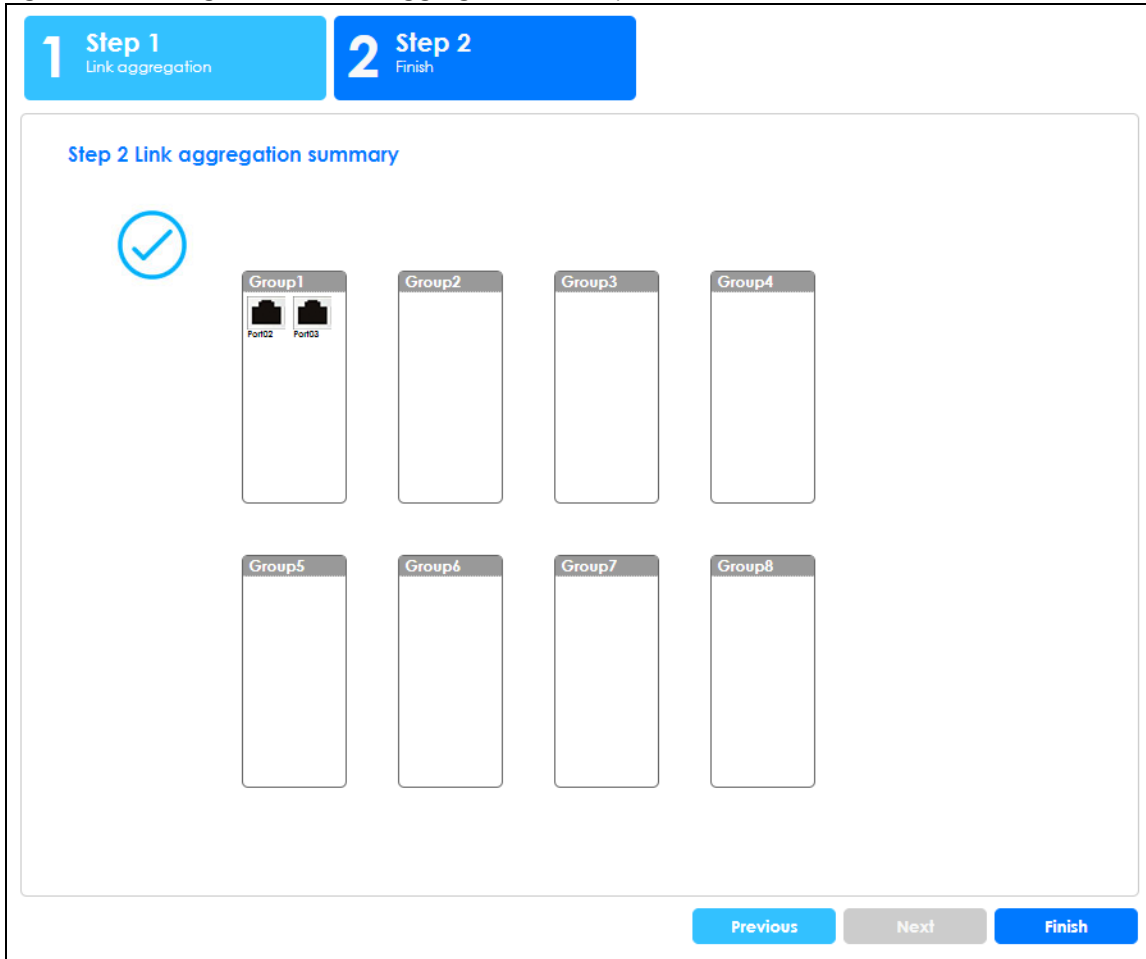 1 Step 1
Link aggregation
2 Step 2
Finish
Step 2 Link aggregation summary
Group1 Group2 Group3 Group4
Port02 Port03
Group5 Group6 Group7 Group8
Previous Next Finish